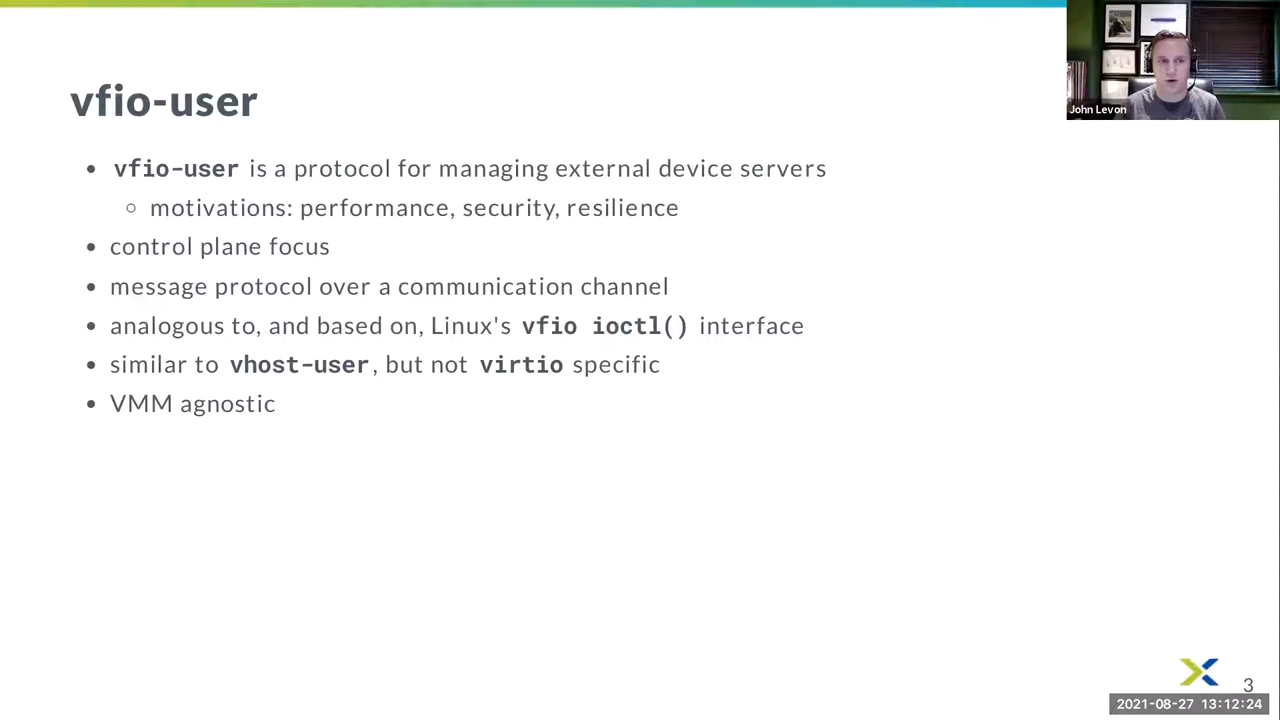 vfio-user
John Levon
• vfio-user is a protocol for managing external device servers
○ motivations: performance, security, resilience
• control plane focus
• message protocol over a communication channel
• analogous to, and based on, Linux's vfio ioctl() interface
• similar to vhost-user, but not virtio specific
• VMM agnostic
3
2021-08-27 13:12:24